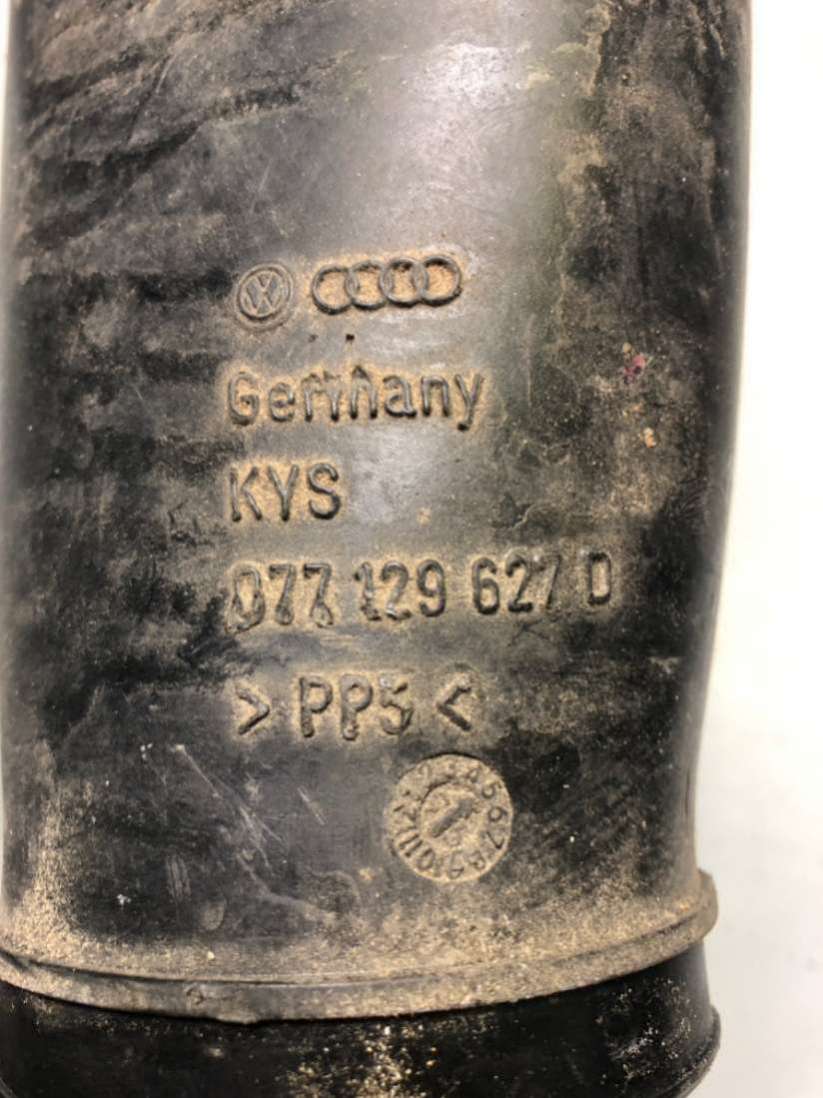 Germany
KYS
077 129 627 D
> PP5 <